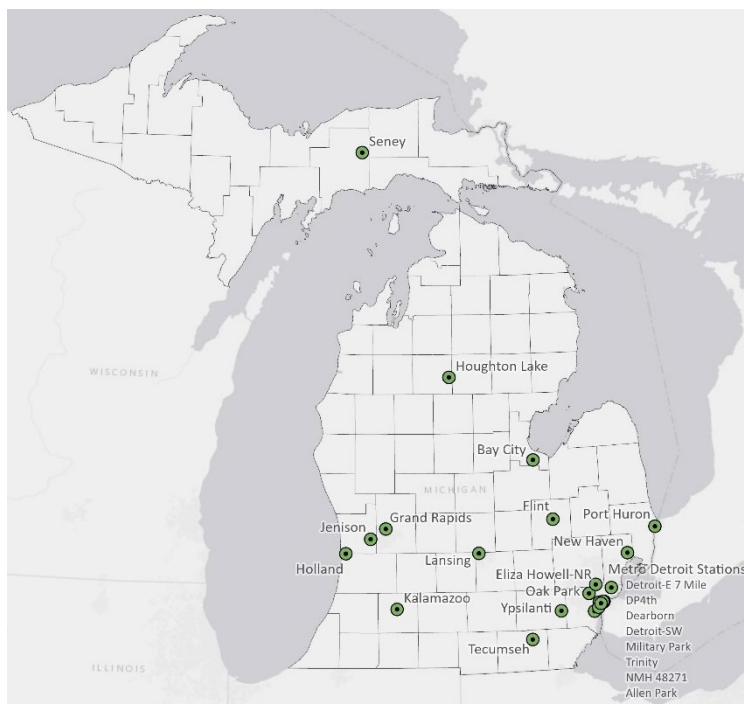 Seney
WISCONSIN
Houghton Lake
Bay City
MICHIGAN
Flint
Port Huron
Grand Rapids
Jenison
New Haven
Holland
Lansing
Metro Detroit Stations
Eliza Howell-NR
Detroit-E 7 Mile
Oak Park
DP4th
Kalamazoo
Ypsilanti
Dearborn
Detroit-SW
Military Park
Tecumseh
Trinity
ILLINOIS
NMH 48271
Allen Park